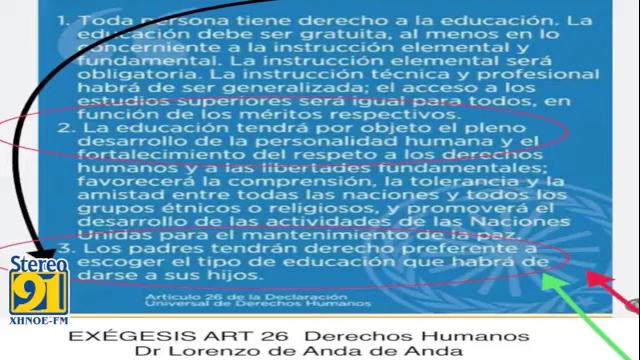 1. Toda persona tiene derecho a la educación. La
educación debe ser gratuita, al menos en lo
concerniente a la instrucción elemental y
fundamental. La instrucción elemental será
obligatoria. La instrucción técnica y profesional
habrá de ser generalizada; el acceso a los
estudios superiores será igual para todos, en
función de los méritos respectivos.
2. La educación tendrá por objeto el pleno
desarrollo de la personalidad humana y el
fortalecimiento del respeto a los derechos
humanos y a las libertades fundamentales;
favorecerá la comprensión, la tolerancia y la
amistad entre todas las naciones y todos los
grupos étnicos o religiosos, y promoverá el
desarrollo de las actividades de las Naciones
Unidas para el mantenimiento de la paz.
3. Los padres tendrán derecho preferente a
escoger el tipo de educación que habrá de
darse a sus hijos.
Artículo 26 de la Declaración
Universal de Derechos Humanos
Stereo
91
XHNOE-FM
EXÉGESIS ART 26 Derechos Humanos
Dr Lorenzo de Anda de Anda